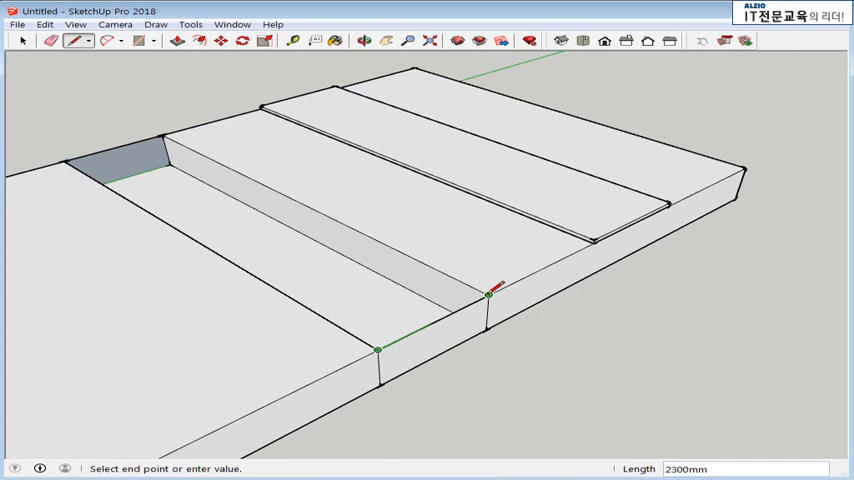 Untitled - SketchUp Pro 2018
ALZIO
IT전문교육의 리더!
File Edit View Camera Draw Tools Window Help
Select end point or enter value.
Length 2300mm